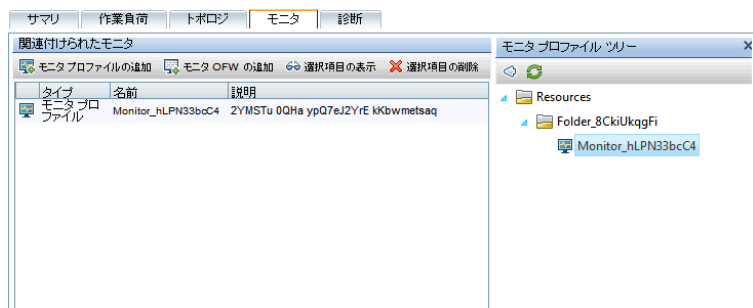 サマリ 作業負荷 トポロジ モニタ 診断
関連付けられたモニタ
モニタ プロファイルの追加 モニタ OFW の追加 選択項目の表示 選択項目の削除
タイプ 名前 説明
モニタ プロファイル Monitor_hLPN33bcC4 2YMSTu 0QHa ypQ7eJ2YrE kKbwmetsaq
モニタ プロファイル ツリー
Resources
Folder_8CkiUkqgFi
Monitor_hLPN33bcC4